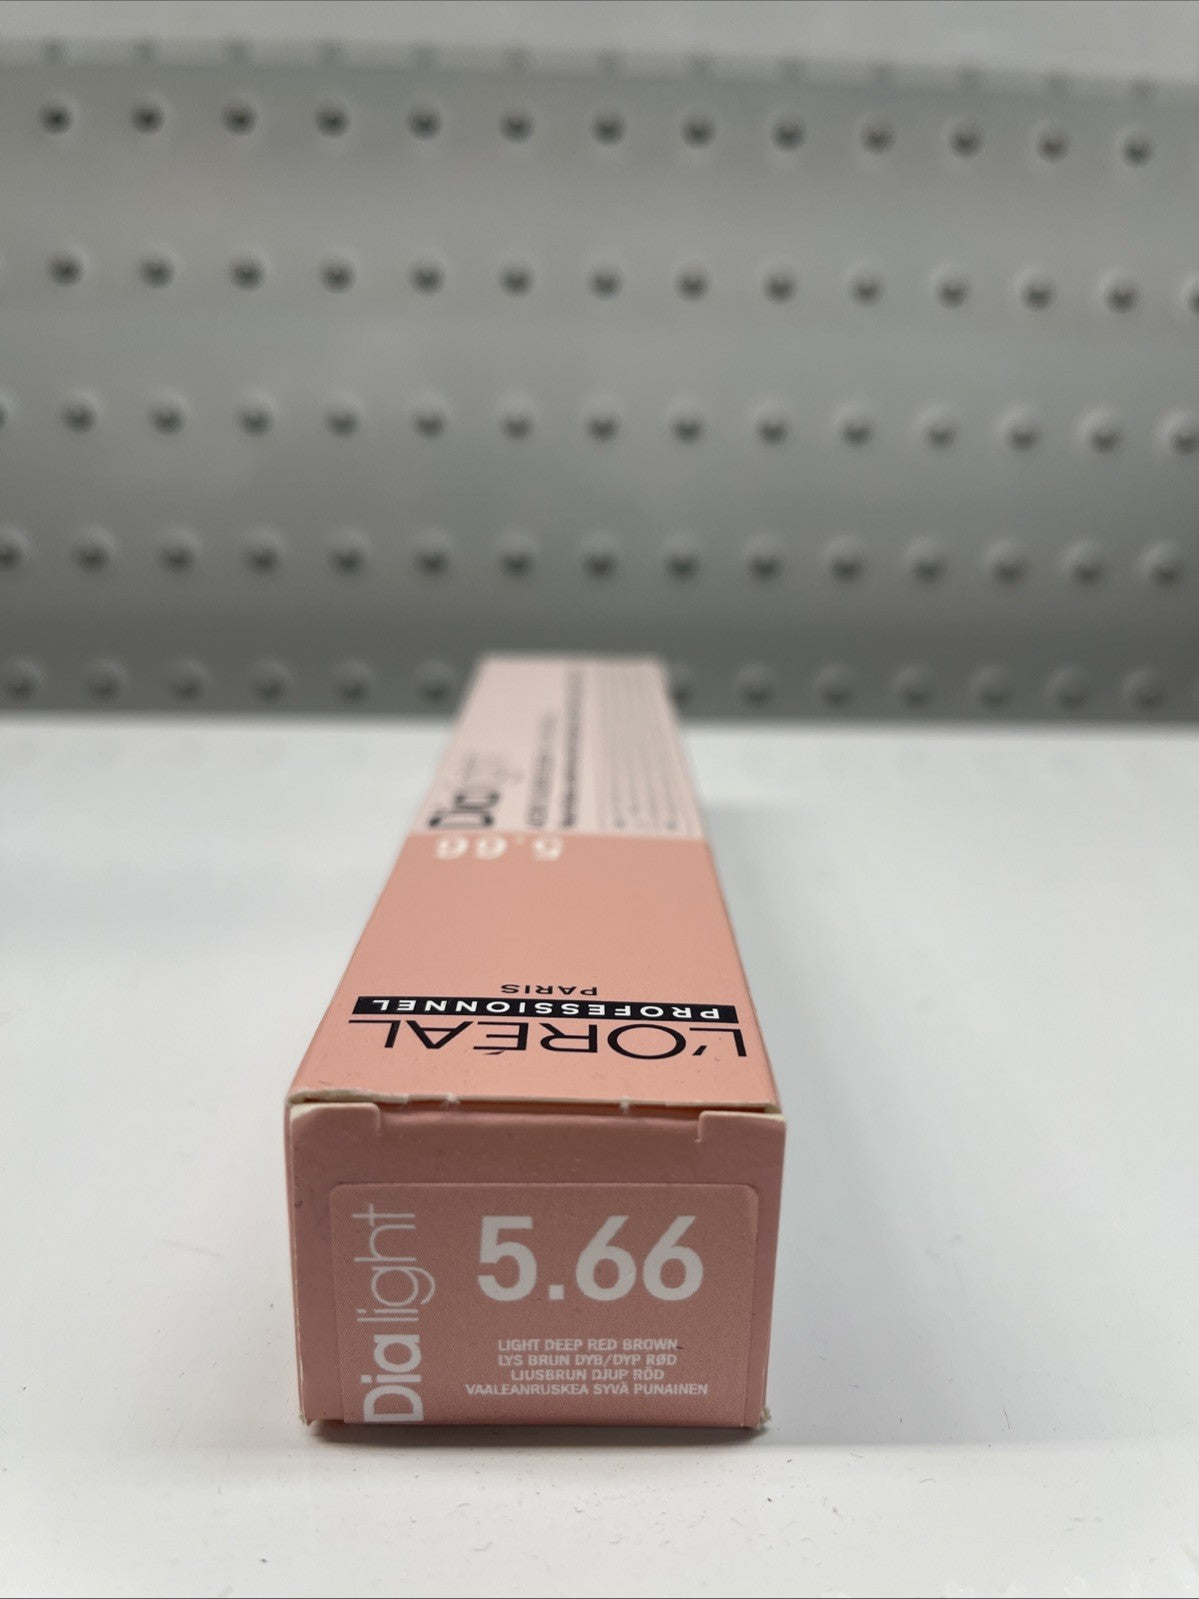 Dia light
5.66
L'ORÉAL
PROFESSIONNEL
PARIS
Dia light
5.66
LIGHT DEEP RED BROWN
LYS BRUN DYB/DYP RØD
LJUSBRUN DJUP RÖD
VAALEANRUSKEA SYVÄ PUNAINEN